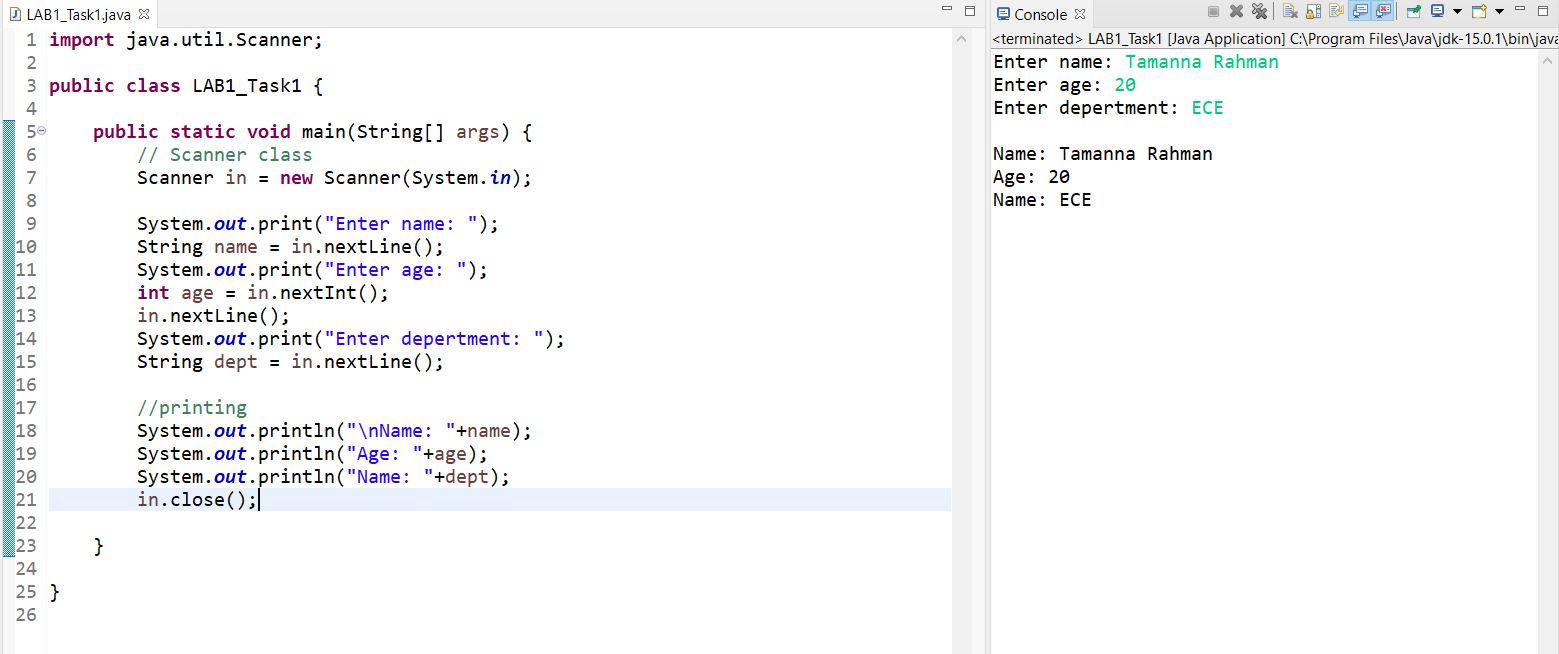 LAB1_Task1.java
1 import java.util.Scanner;
2
3 public class LAB1_Task1 {
4
5     public static void main(String[] args) {
6         // Scanner class
7         Scanner in = new Scanner(System.in);
8
9         System.out.print("Enter name: ");
10         String name = in.nextLine();
11         System.out.print("Enter age: ");
12         int age = in.nextInt();
13         in.nextLine();
14         System.out.print("Enter depertment: ");
15         String dept = in.nextLine();
16
17         //printing
18         System.out.println("\nName: "+name);
19         System.out.println("Age: "+age);
20         System.out.println("Name: "+dept);
21         in.close();
22
23     }
24
25 }
26
Console
<terminated> LAB1_Task1 [Java Application] C:\Program Files\Java\jdk-15.0.1\bin\java
Enter name: Tamanna Rahman
Enter age: 20
Enter depertment: ECE

Name: Tamanna Rahman
Age: 20
Name: ECE